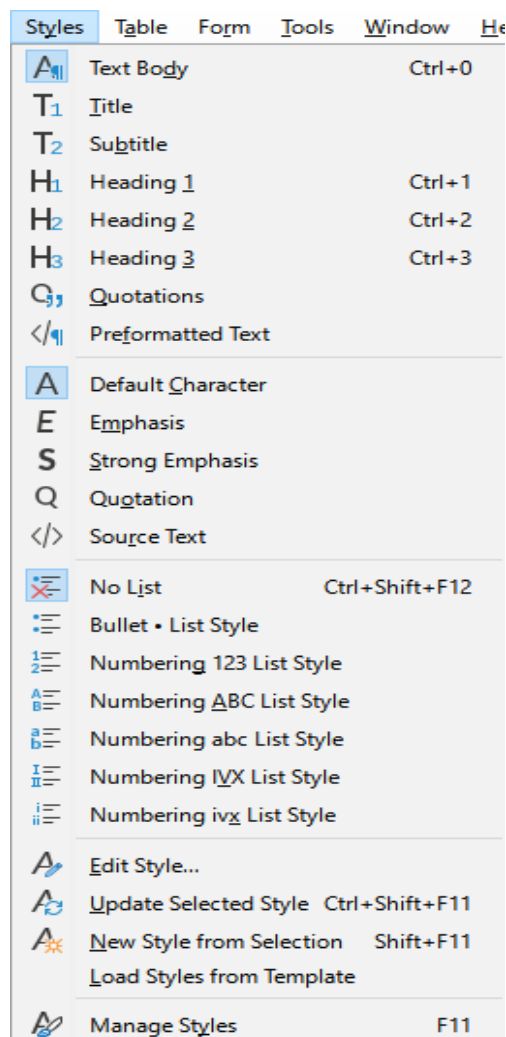 Styles Table Form Tools Window He
Text Body Ctrl+0
Title
Subtitle
Heading 1 Ctrl+1
Heading 2 Ctrl+2
Heading 3 Ctrl+3
Quotations
Preformatted Text
Default Character
Emphasis
Strong Emphasis
Quotation
Source Text
No List Ctrl+Shift+F12
Bullet • List Style
Numbering 123 List Style
Numbering ABC List Style
Numbering abc List Style
Numbering IVX List Style
Numbering ivx List Style
Edit Style...
Update Selected Style Ctrl+Shift+F11
New Style from Selection Shift+F11
Load Styles from Template
Manage Styles F11